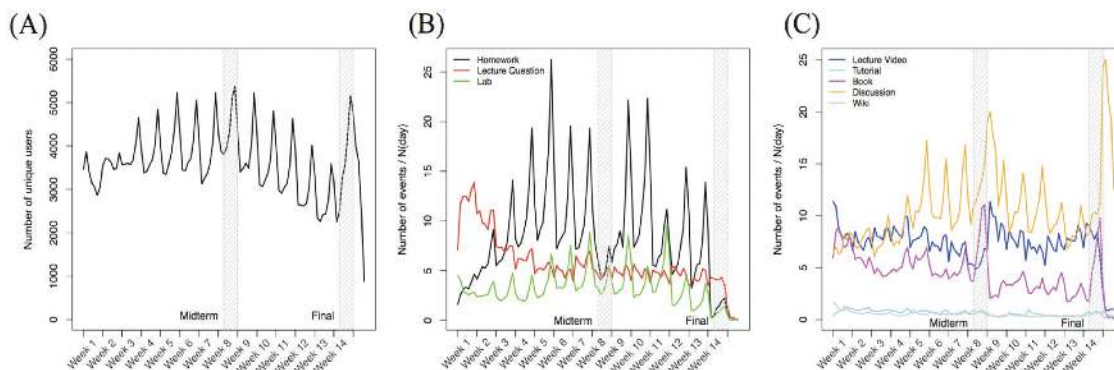 (A)
Number of unique users
6000
5000
4000
3000
2000
1000
0
Midterm
Final
Week 1
Week 2
Week 3
Week 4
Week 5
Week 6
Week 7
Week 8
Week 9
Week 10
Week 11
Week 12
Week 13
Week 14
(B)
Number of events / N(day)
25
20
15
10
5
0
Homework
Lecture Question
Lab
Midterm
Final
Week 1
Week 2
Week 3
Week 4
Week 5
Week 6
Week 7
Week 8
Week 9
Week 10
Week 11
Week 12
Week 13
Week 14
(C)
Number of events / N(day)
25
20
15
10
5
0
Lecture Video
Tutorial
Book
Discussion
Wiki
Midterm
Final
Week 1
Week 2
Week 3
Week 4
Week 5
Week 6
Week 7
Week 8
Week 9
Week 10
Week 11
Week 12
Week 13
Week 14